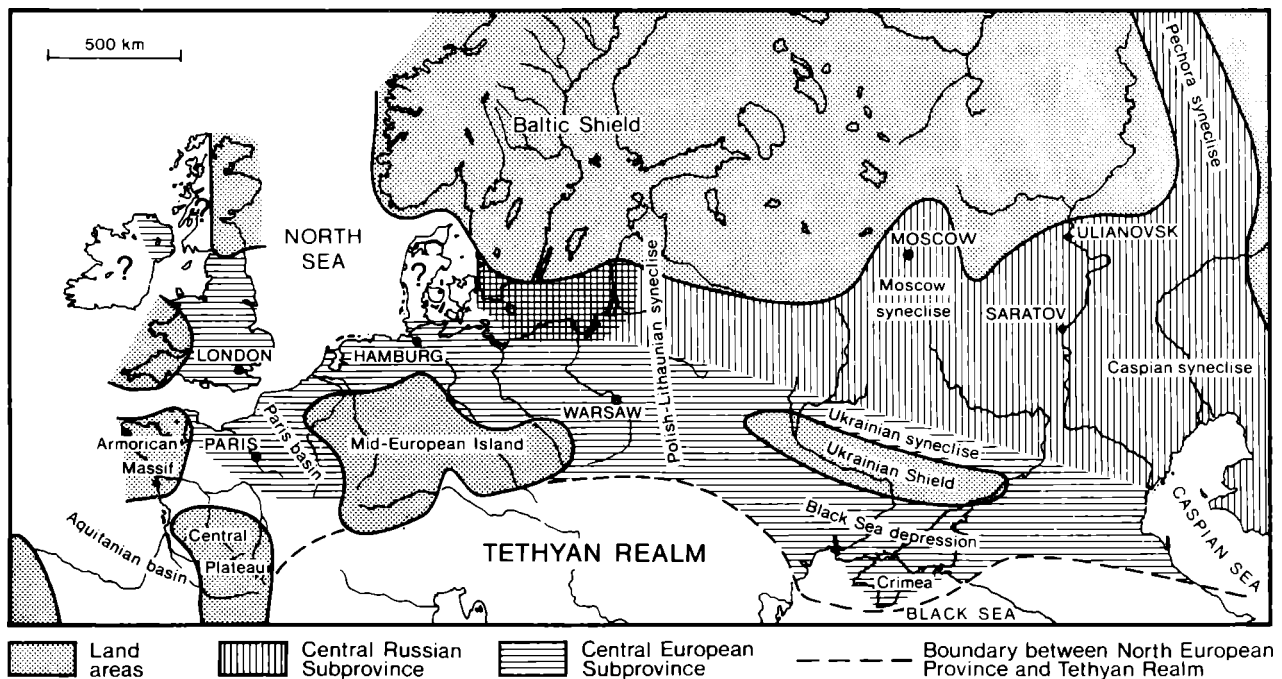 500 km
Pechora syneclise
Baltic Shield
?
NORTH
SEA
?
?
MOSCOW
Moscow
syneclise
ULIANOVSK
SARATOV
Polish-Lithaunian syneclise
Caspian syneclise
LONDON
HAMBURG
WARSAW
Armorican
Massif
PARIS
Paris basin
Mid-European Island
Ukrainian syneclise
Ukrainian Shield
Black Sea depression
CASPIAN SEA
Aquitanian basin
Central
Plateau
TETHYAN REALM
Crimea
BLACK SEA
Land
areas
Central Russian
Subprovince
Central European
Subprovince
Boundary between North European
Province and Tethyan Realm